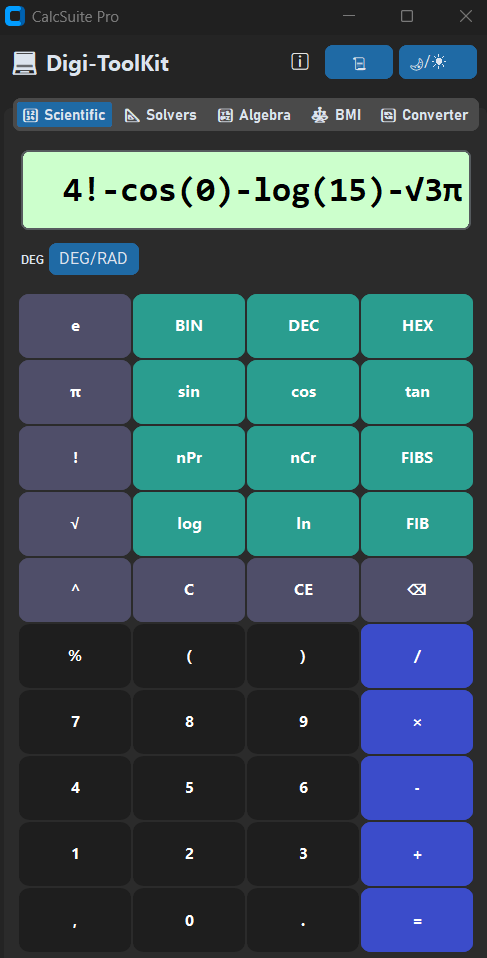 CalcSuite Pro
Digi-ToolKit
Scientific Solvers Algebra BMI Converter
4!-cos(0)-log(15)-√3π
DEG DEG/RAD
e BIN DEC HEX
π sin cos tan
! nPr nCr FIBS
√ log ln FIB
^ C CE ⌫
% ( ) /
7 8 9 ×
4 5 6 -
1 2 3 +
, 0 . =